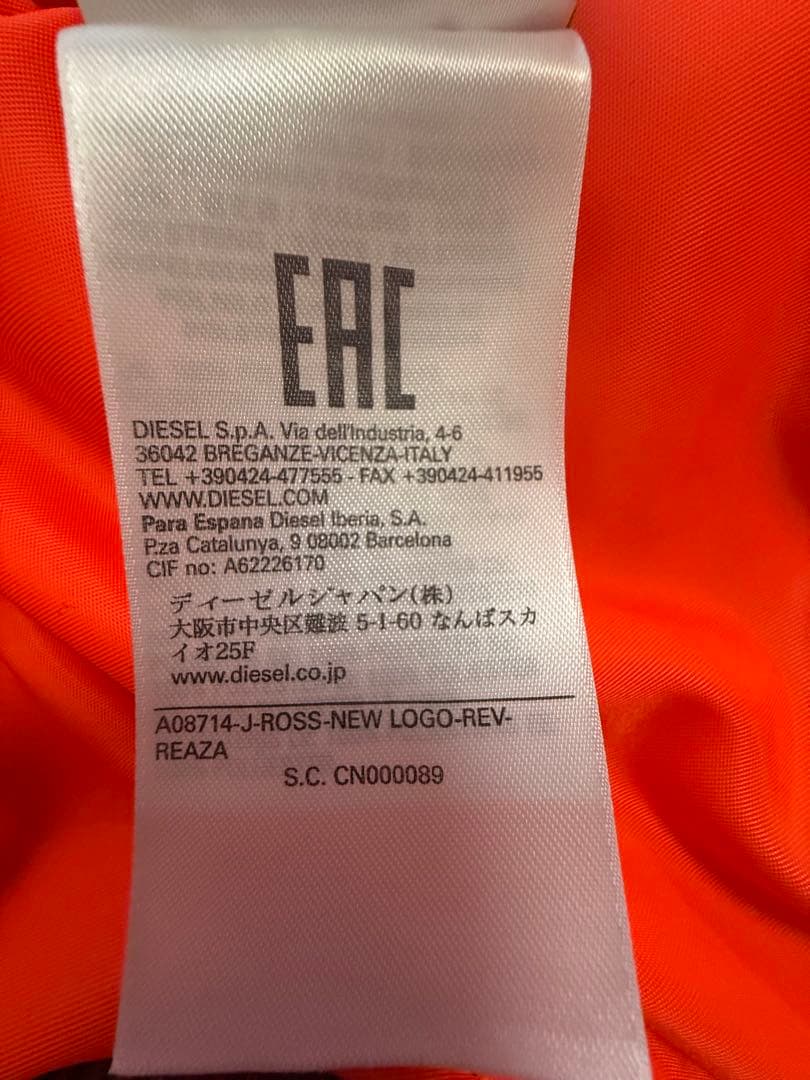 EAC
DIESEL S.p.A. Via dell'Industria, 4-6
36042 BREGANZE-VICENZA-ITALY
TEL +390424-477555 - FAX +390424-411955
WWW.DIESEL.COM
Para Espana Diesel Iberia, S.A.
P.za Catalunya, 9 08002 Barcelona
CIF no: A62226170
ディーゼルジャパン(株)
大阪市中央区難波 5-1-60 なんばスカ
イオ25F
www.diesel.co.jp
A08714-J-ROSS-NEW LOGO-REV-
REAZA
S.C. CN000089